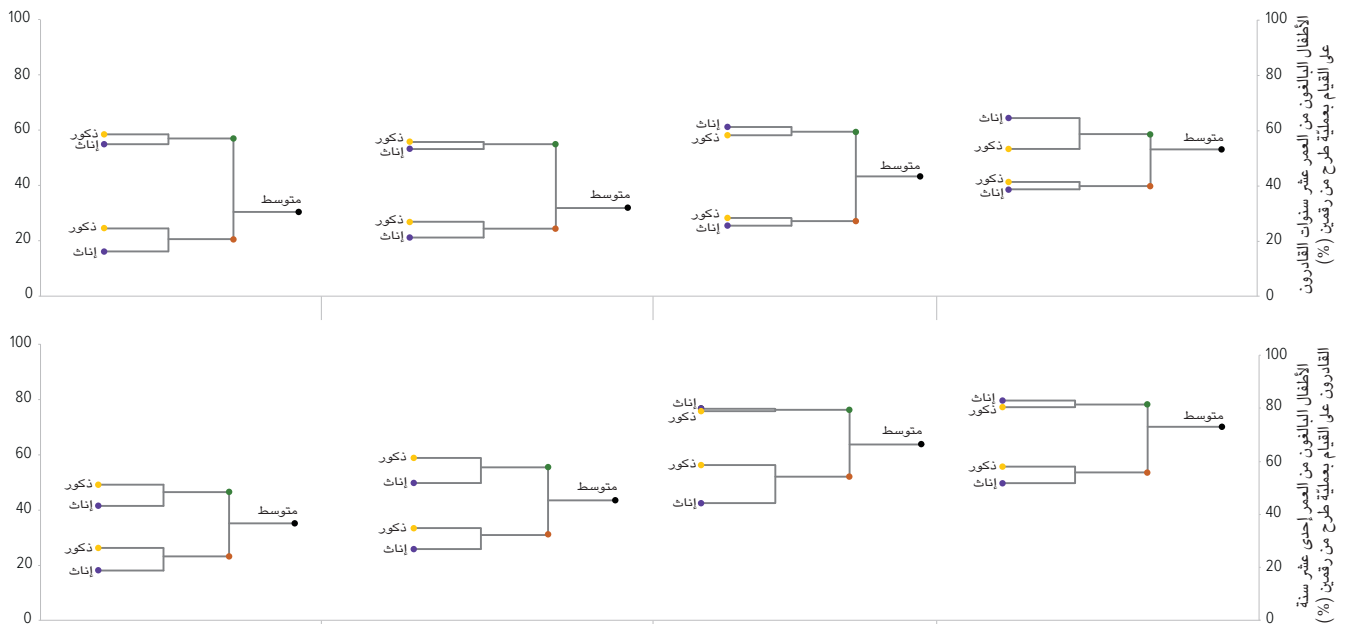 100
80
60
40
20
0
ذكور
إناث
ذكور
إناث
متوسط
ذكور
إناث
ذكور
إناث
متوسط
إناث
ذكور
ذكور
إناث
متوسط
إناث
ذكور
ذكور
إناث
متوسط
100
80
60
40
20
0
الأطفال البالغون من العمر عشر سنوات القادرون
على القيام بعمليّة طرح من رقمين (%)
100
80
60
40
20
0
ذكور
إناث
ذكور
إناث
متوسط
ذكور
إناث
ذكور
إناث
متوسط
إناث
ذكور
ذكور
إناث
متوسط
إناث
ذكور
ذكور
إناث
متوسط
100
80
60
40
20
0
الأطفال البالغون من العمر إحدى عشر سنة
القادرون على القيام بعمليّة طرح من رقمين (%)